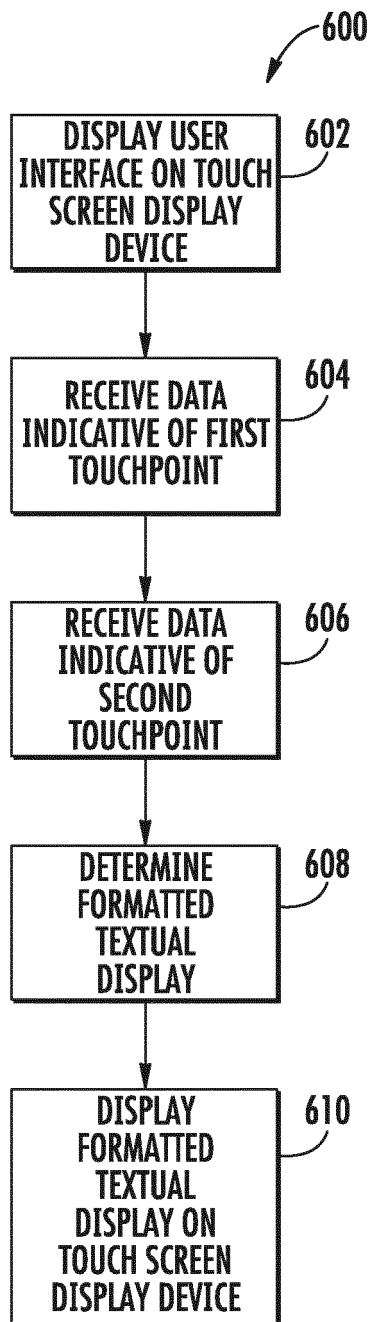 600
DISPLAY USER
INTERFACE ON TOUCH
SCREEN DISPLAY
DEVICE
602
RECEIVE DATA
INDICATIVE OF FIRST
TOUCHPOINT
604
RECEIVE DATA
INDICATIVE OF
SECOND
TOUCHPOINT
606
DETERMINE
FORMATTED
TEXTUAL
DISPLAY
608
DISPLAY
FORMATTED
TEXTUAL
DISPLAY ON
TOUCH SCREEN
DISPLAY DEVICE
610